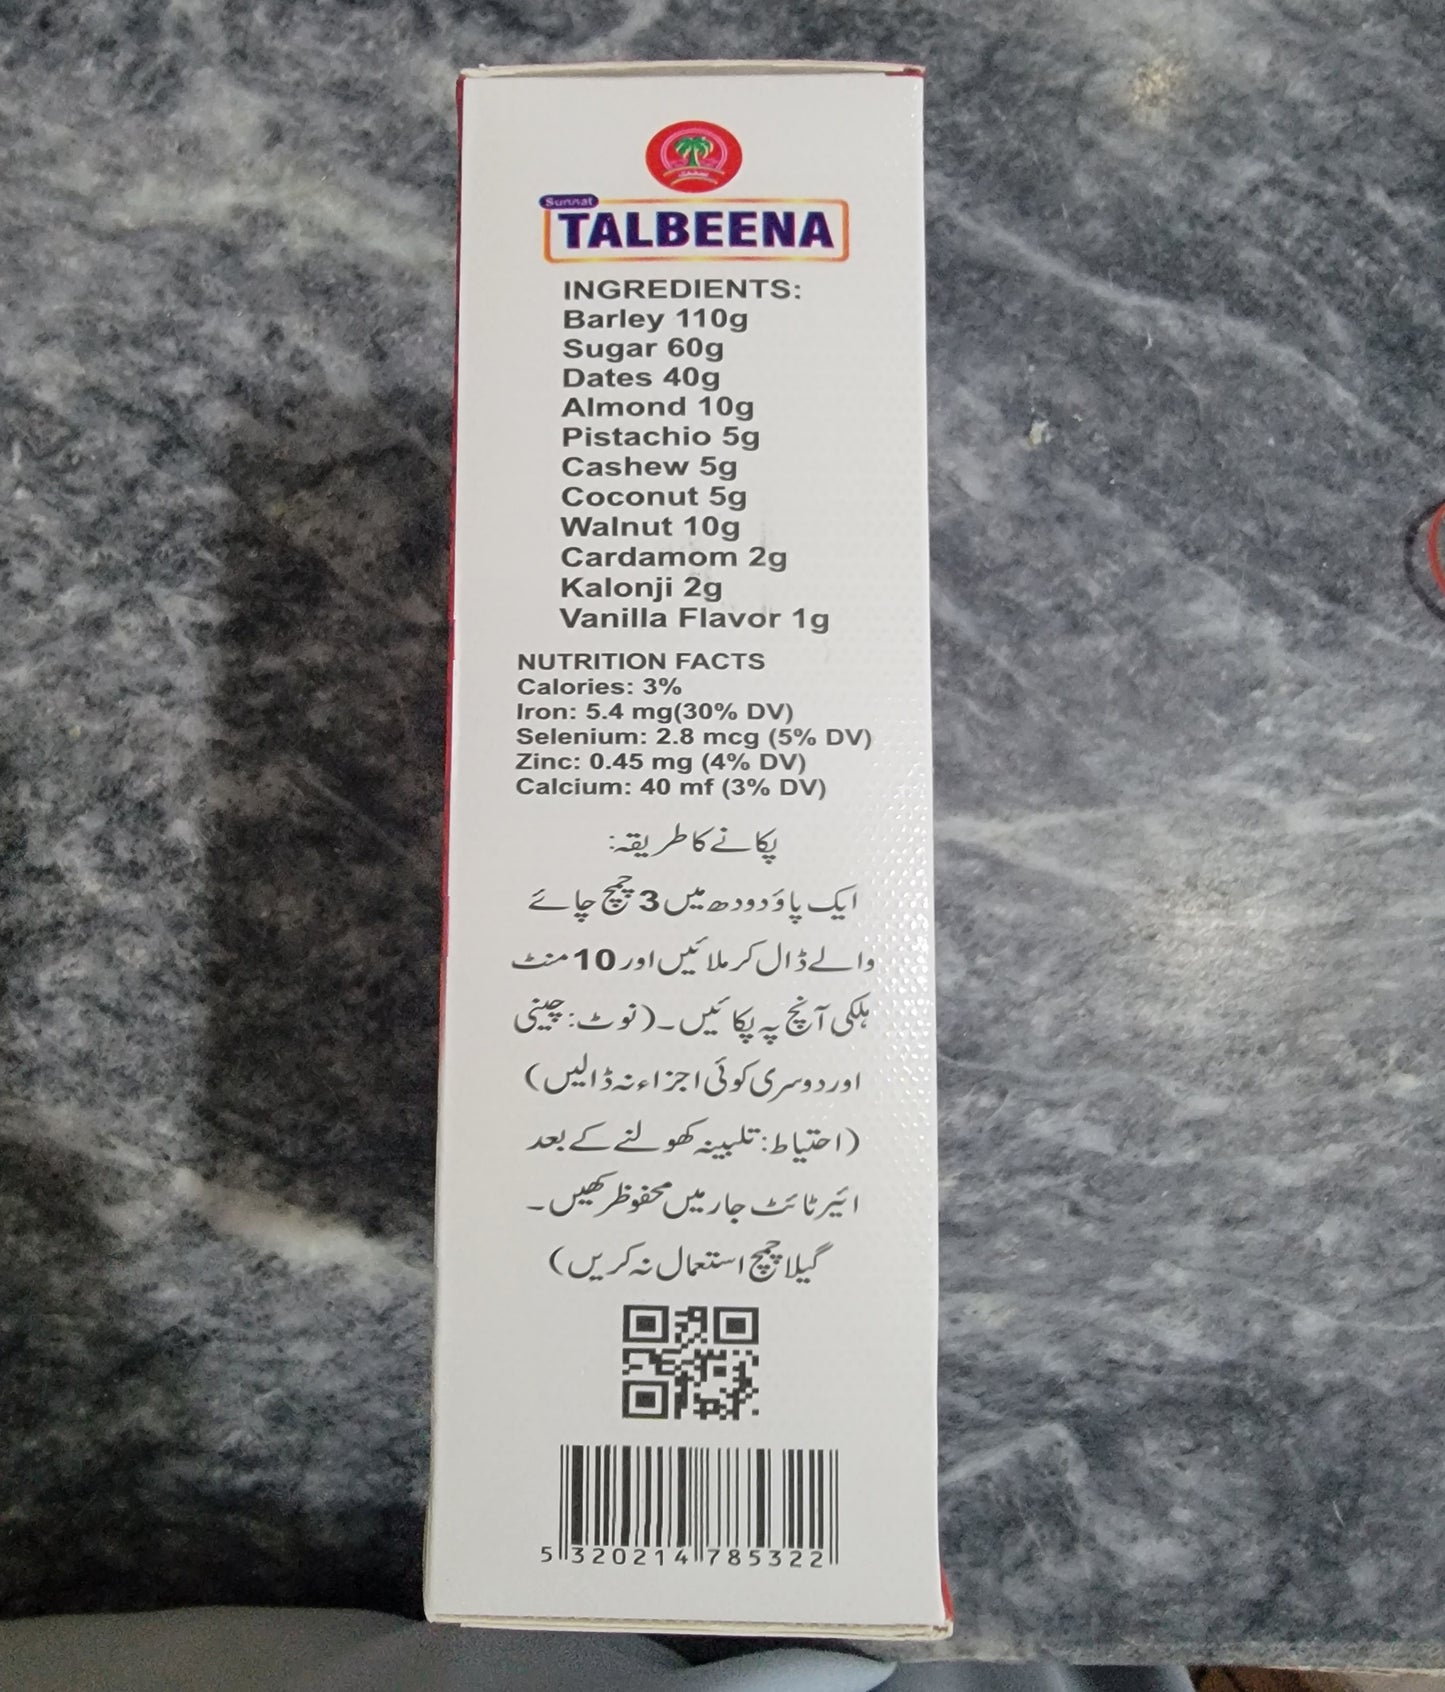 Sunnat
TALBEENA
INGREDIENTS:
Barley 110g
Sugar 60g
Dates 40g
Almond 10g
Pistachio 5g
Cashew 5g
Coconut 5g
Walnut 10g
Cardamom 2g
Kalonji 2g
Vanilla Flavor 1g
NUTRITION FACTS
Calories: 3%
Iron: 5.4 mg(30% DV)
Selenium: 2.8 mcg (5% DV)
Zinc: 0.45 mg (4% DV)
Calcium: 40 mf (3% DV)
پکانے کا طریقہ:
ایک پاؤ دودھ میں 3 چمچ چائے
والے ڈال کر ملائیں اور 10 منٹ
ہلکی آنچ پہ پکائیں۔ (نوٹ: چینی
اور دوسری کوئی اجزاء نہ ڈالیں)
(احتیاط: تلبینہ کھولنے کے بعد
ائیر ٹائٹ جار میں محفوظ رکھیں۔
گیلا چمچ استعمال نہ کریں)
5 320214 785322